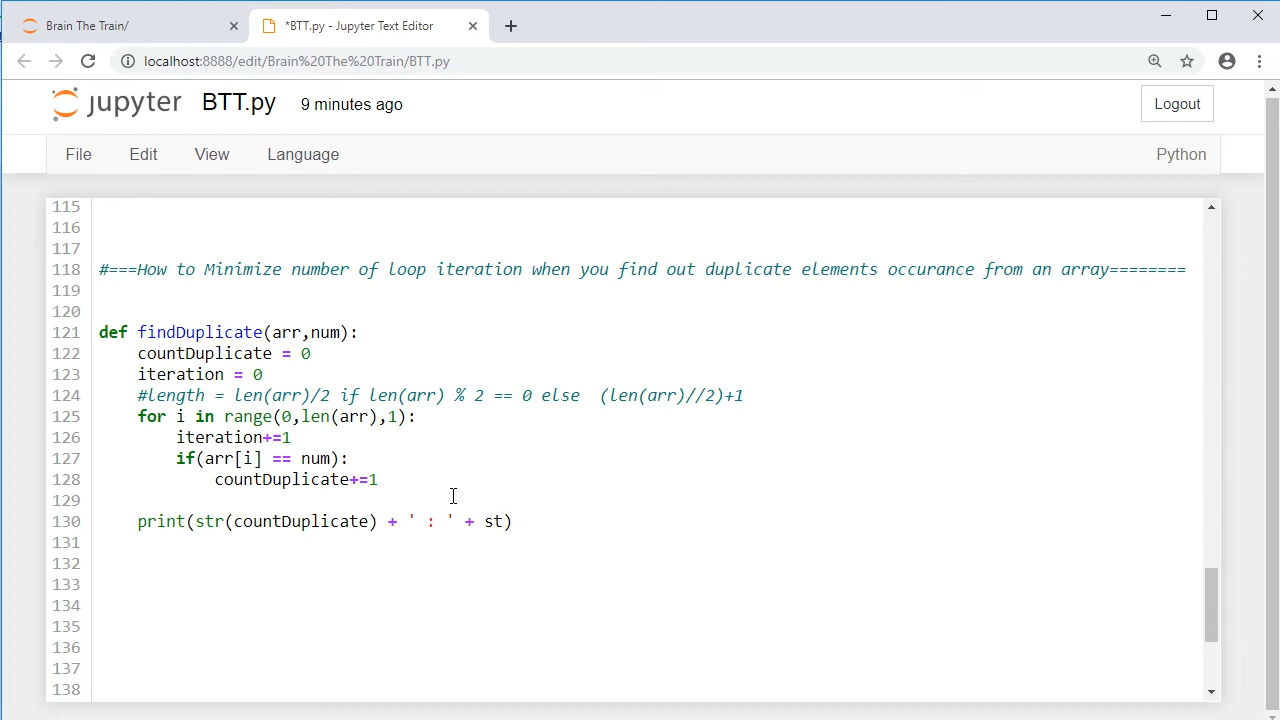 Brain The Train/
*BTT.py - Jupyter Text Editor
localhost:8888/edit/Brain%20The%20Train/BTT.py
jupyter BTT.py 9 minutes ago Logout
File Edit View Language Python
115
116
117
118 #===How to Minimize number of loop iteration when you find out duplicate elements occurance from an array========
119
120
121 def findDuplicate(arr,num):
122     countDuplicate = 0
123     iteration = 0
124     #length = len(arr)/2 if len(arr) % 2 == 0 else  (len(arr)//2)+1
125     for i in range(0,len(arr),1):
126         iteration+=1
127         if(arr[i] == num):
128             countDuplicate+=1
129
130     print(str(countDuplicate) + ' : ' + st)
131
132
133
134
135
136
137
138